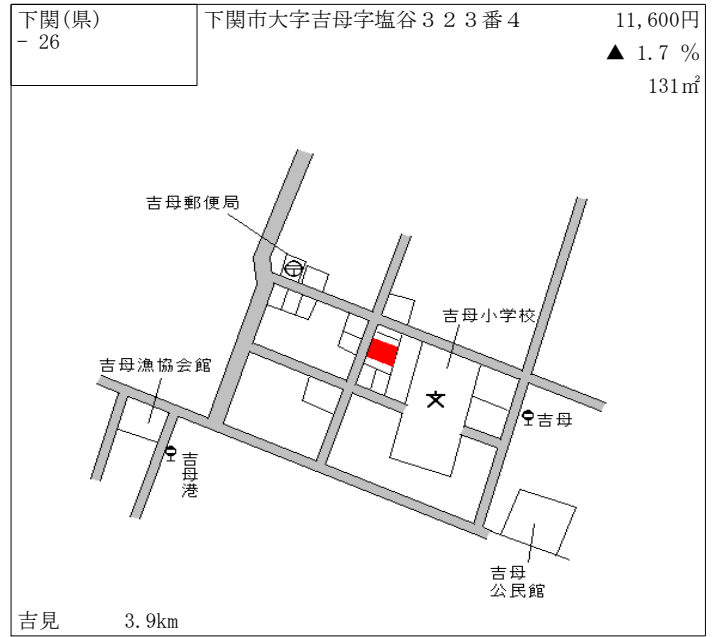 下関(県)
- 26
下関市大字吉母字塩谷３２３番４
11,600円
▲ 1.7 %
131㎡
吉母郵便局
吉母小学校
吉母漁協会館
吉母
吉母港
吉母
公民館
吉見 3.9km